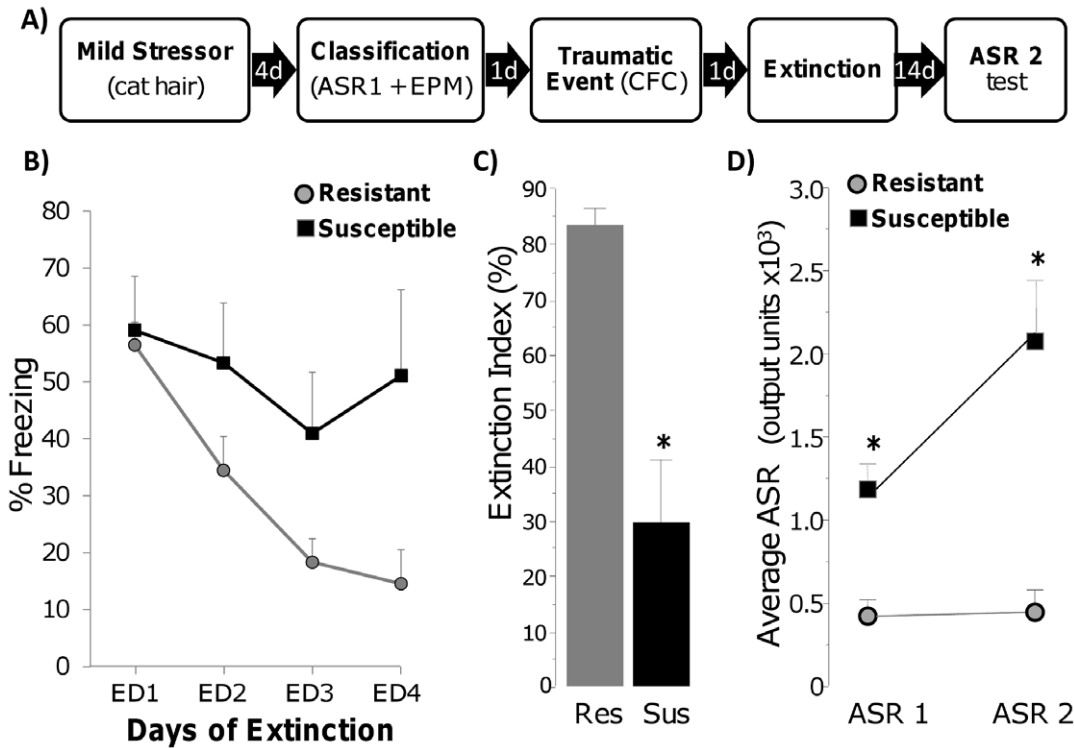 A)
Mild Stressor
(cat hair)
4d
Classification
(ASR1 + EPM)
1d
Traumatic
Event (CFC)
1d
Extinction
14d
ASR 2
test
B)
Resistant
Susceptible
80
70
60
50
40
30
20
10
0
% Freezing
ED1 ED2 ED3 ED4
Days of Extinction
C)
90
80
70
60
50
40
30
20
10
0
Extinction Index (%)
*
Res Sus
D)
Resistant
Susceptible
3.0
2.5
2.0
1.5
1.0
0.5
0
Average ASR (output units x10³)
*
*
ASR 1 ASR 2